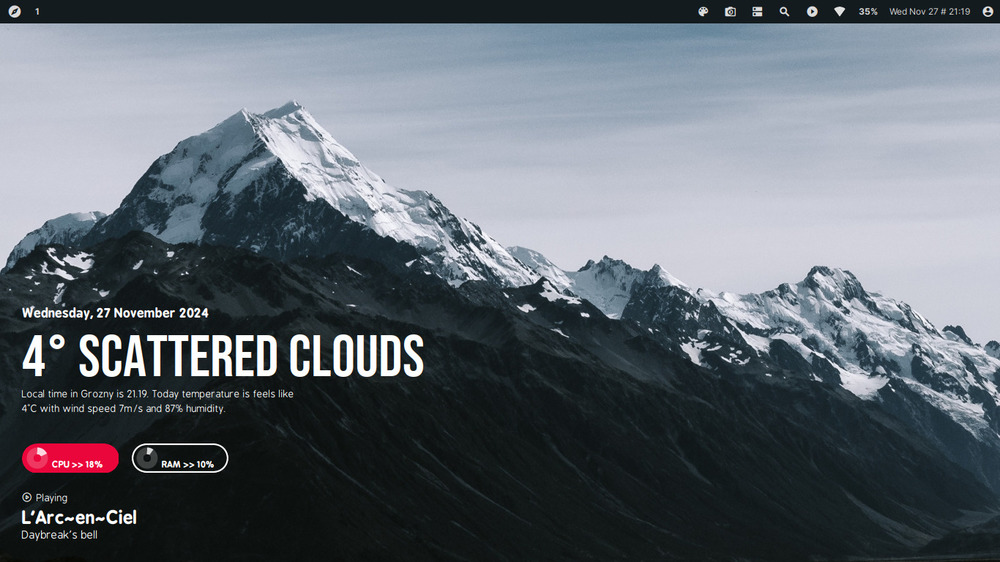 1
35%
Wed Nov 27 # 21:19
Wednesday, 27 November 2024
4° SCATTERED CLOUDS
Local time in Grozny is 21.19. Today temperature is feels like
4°C with wind speed 7m/s and 87% humidity.
CPU >> 18%
RAM >> 10%
Playing
L'Arc~en~Ciel
Daybreak's bell